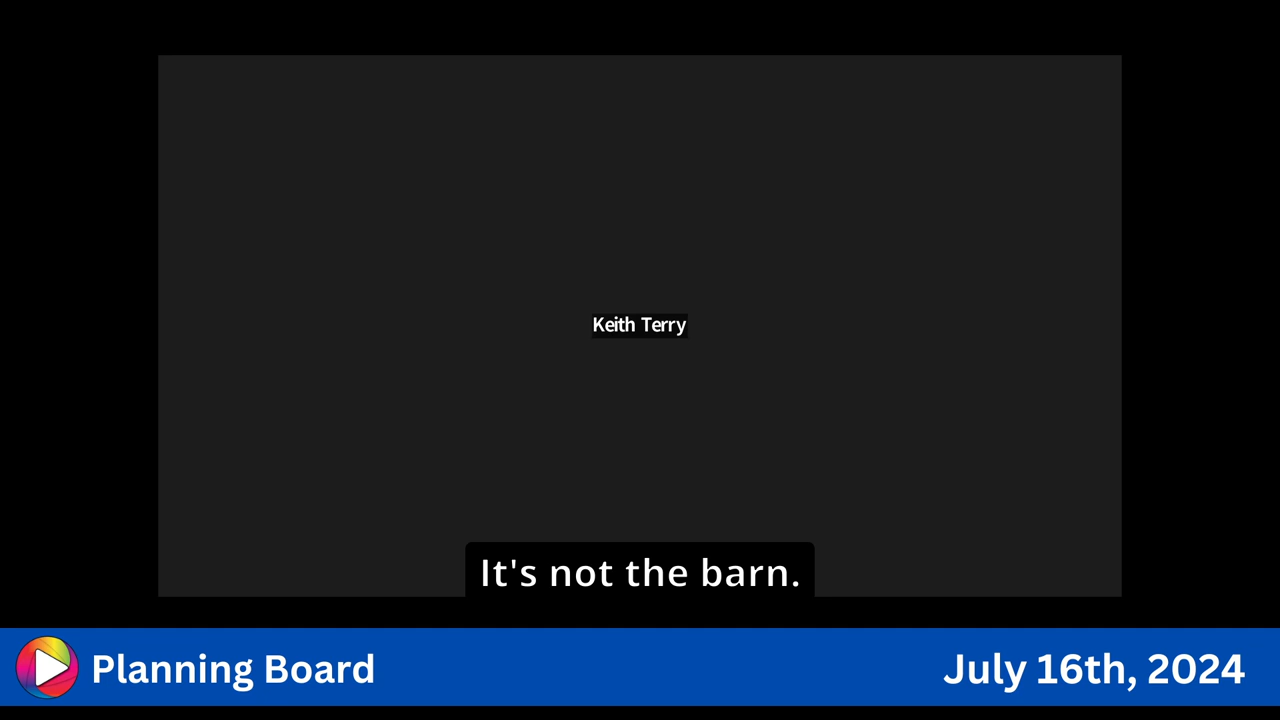 Keith Terry
It's not the barn.
Planning Board
July 16th, 2024